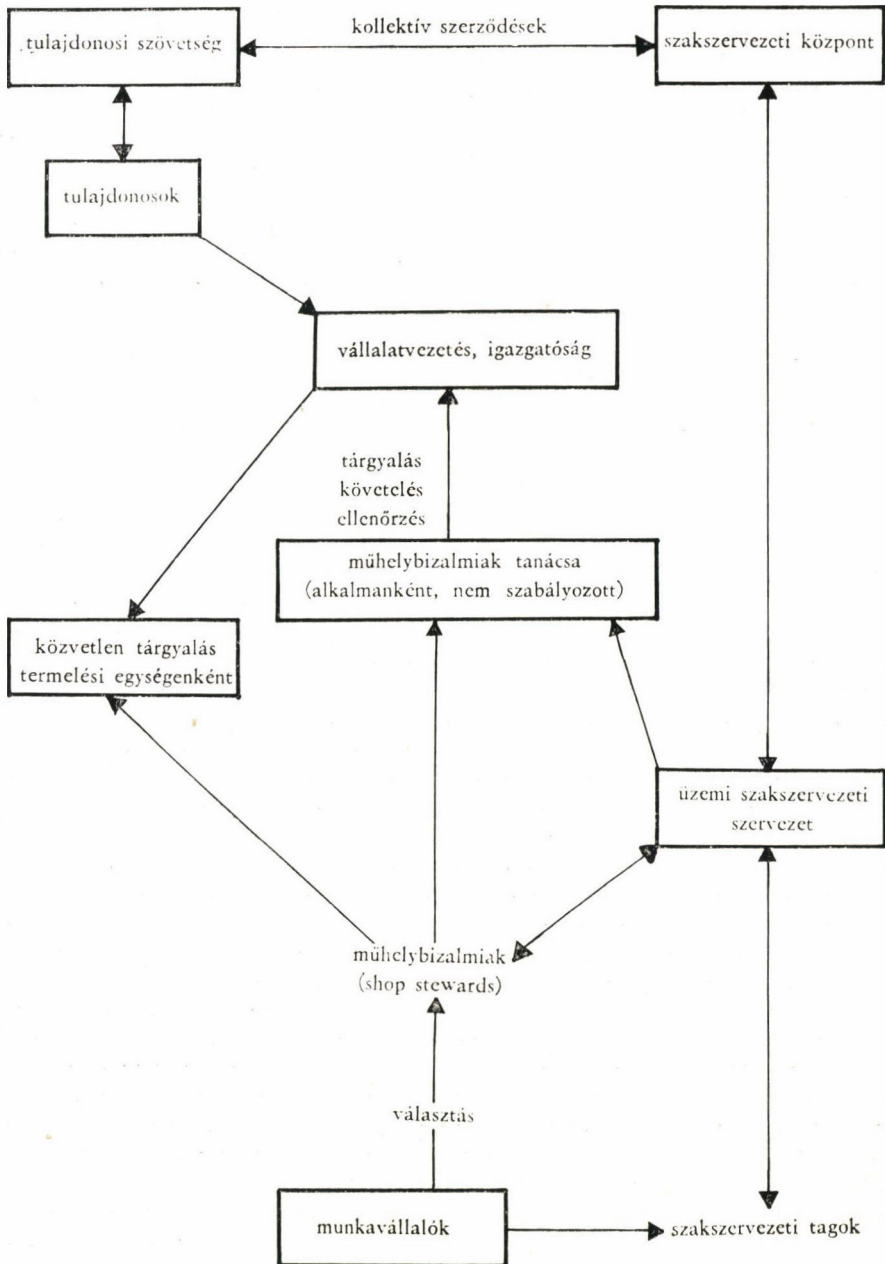 tulajdonosi szövetség
kollektív szerződések
szakszervezeti központ
tulajdonosok
vállalatvezetés, igazgatóság
tárgyalás
követelés
ellenőrzés
műhelybizalmiak tanácsa
(alkalmanként, nem szabályozott)
közvetlen tárgyalás
termelési egységenként
üzemi szakszervezeti
szervezet
műhelybizalmiak
(shop stewards)
választás
munkavállalók
szakszervezeti tagok